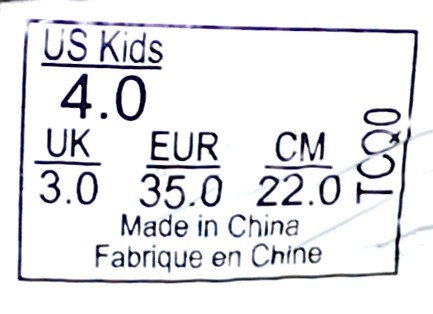 US Kids
4.0
UK EUR CM
3.0 35.0 22.0
TCQ0
Made in China
Fabrique en Chine